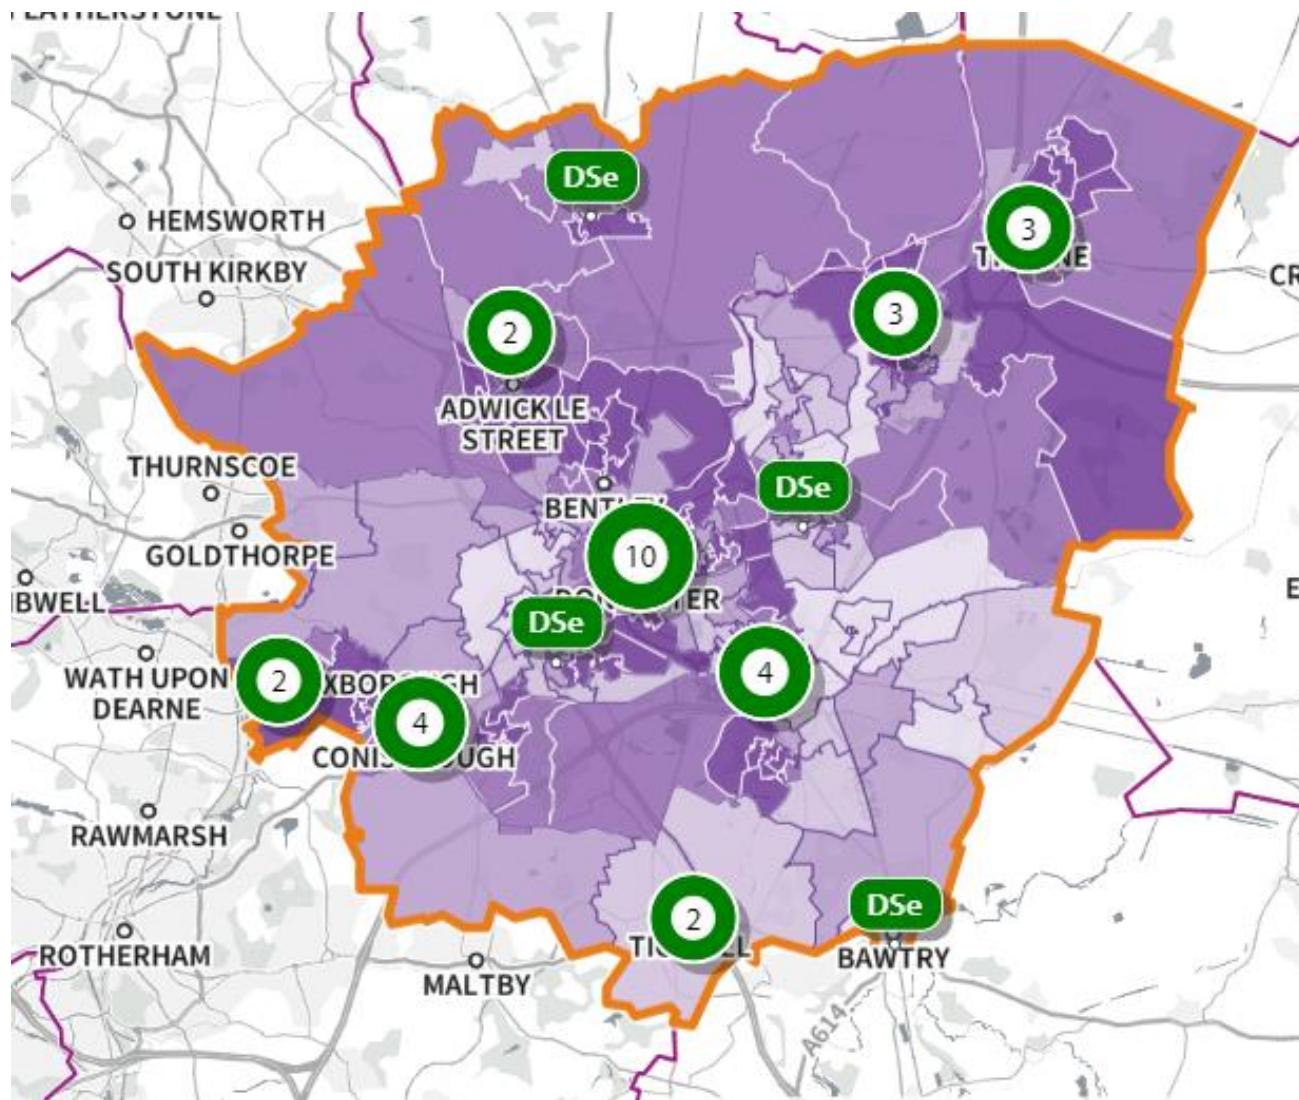 DSe
HEMSWORTH
SOUTH KIRKBY
3
3
2
ADWICK LE
STREET
THURNSCOE
DSe
GOLDTHORPE
10
DSe
WATH UPON
DEARNE
2
4
4
RAWMARSH
DSe
2
ROTHERHAM
MALTBY
BAWTRY
A614